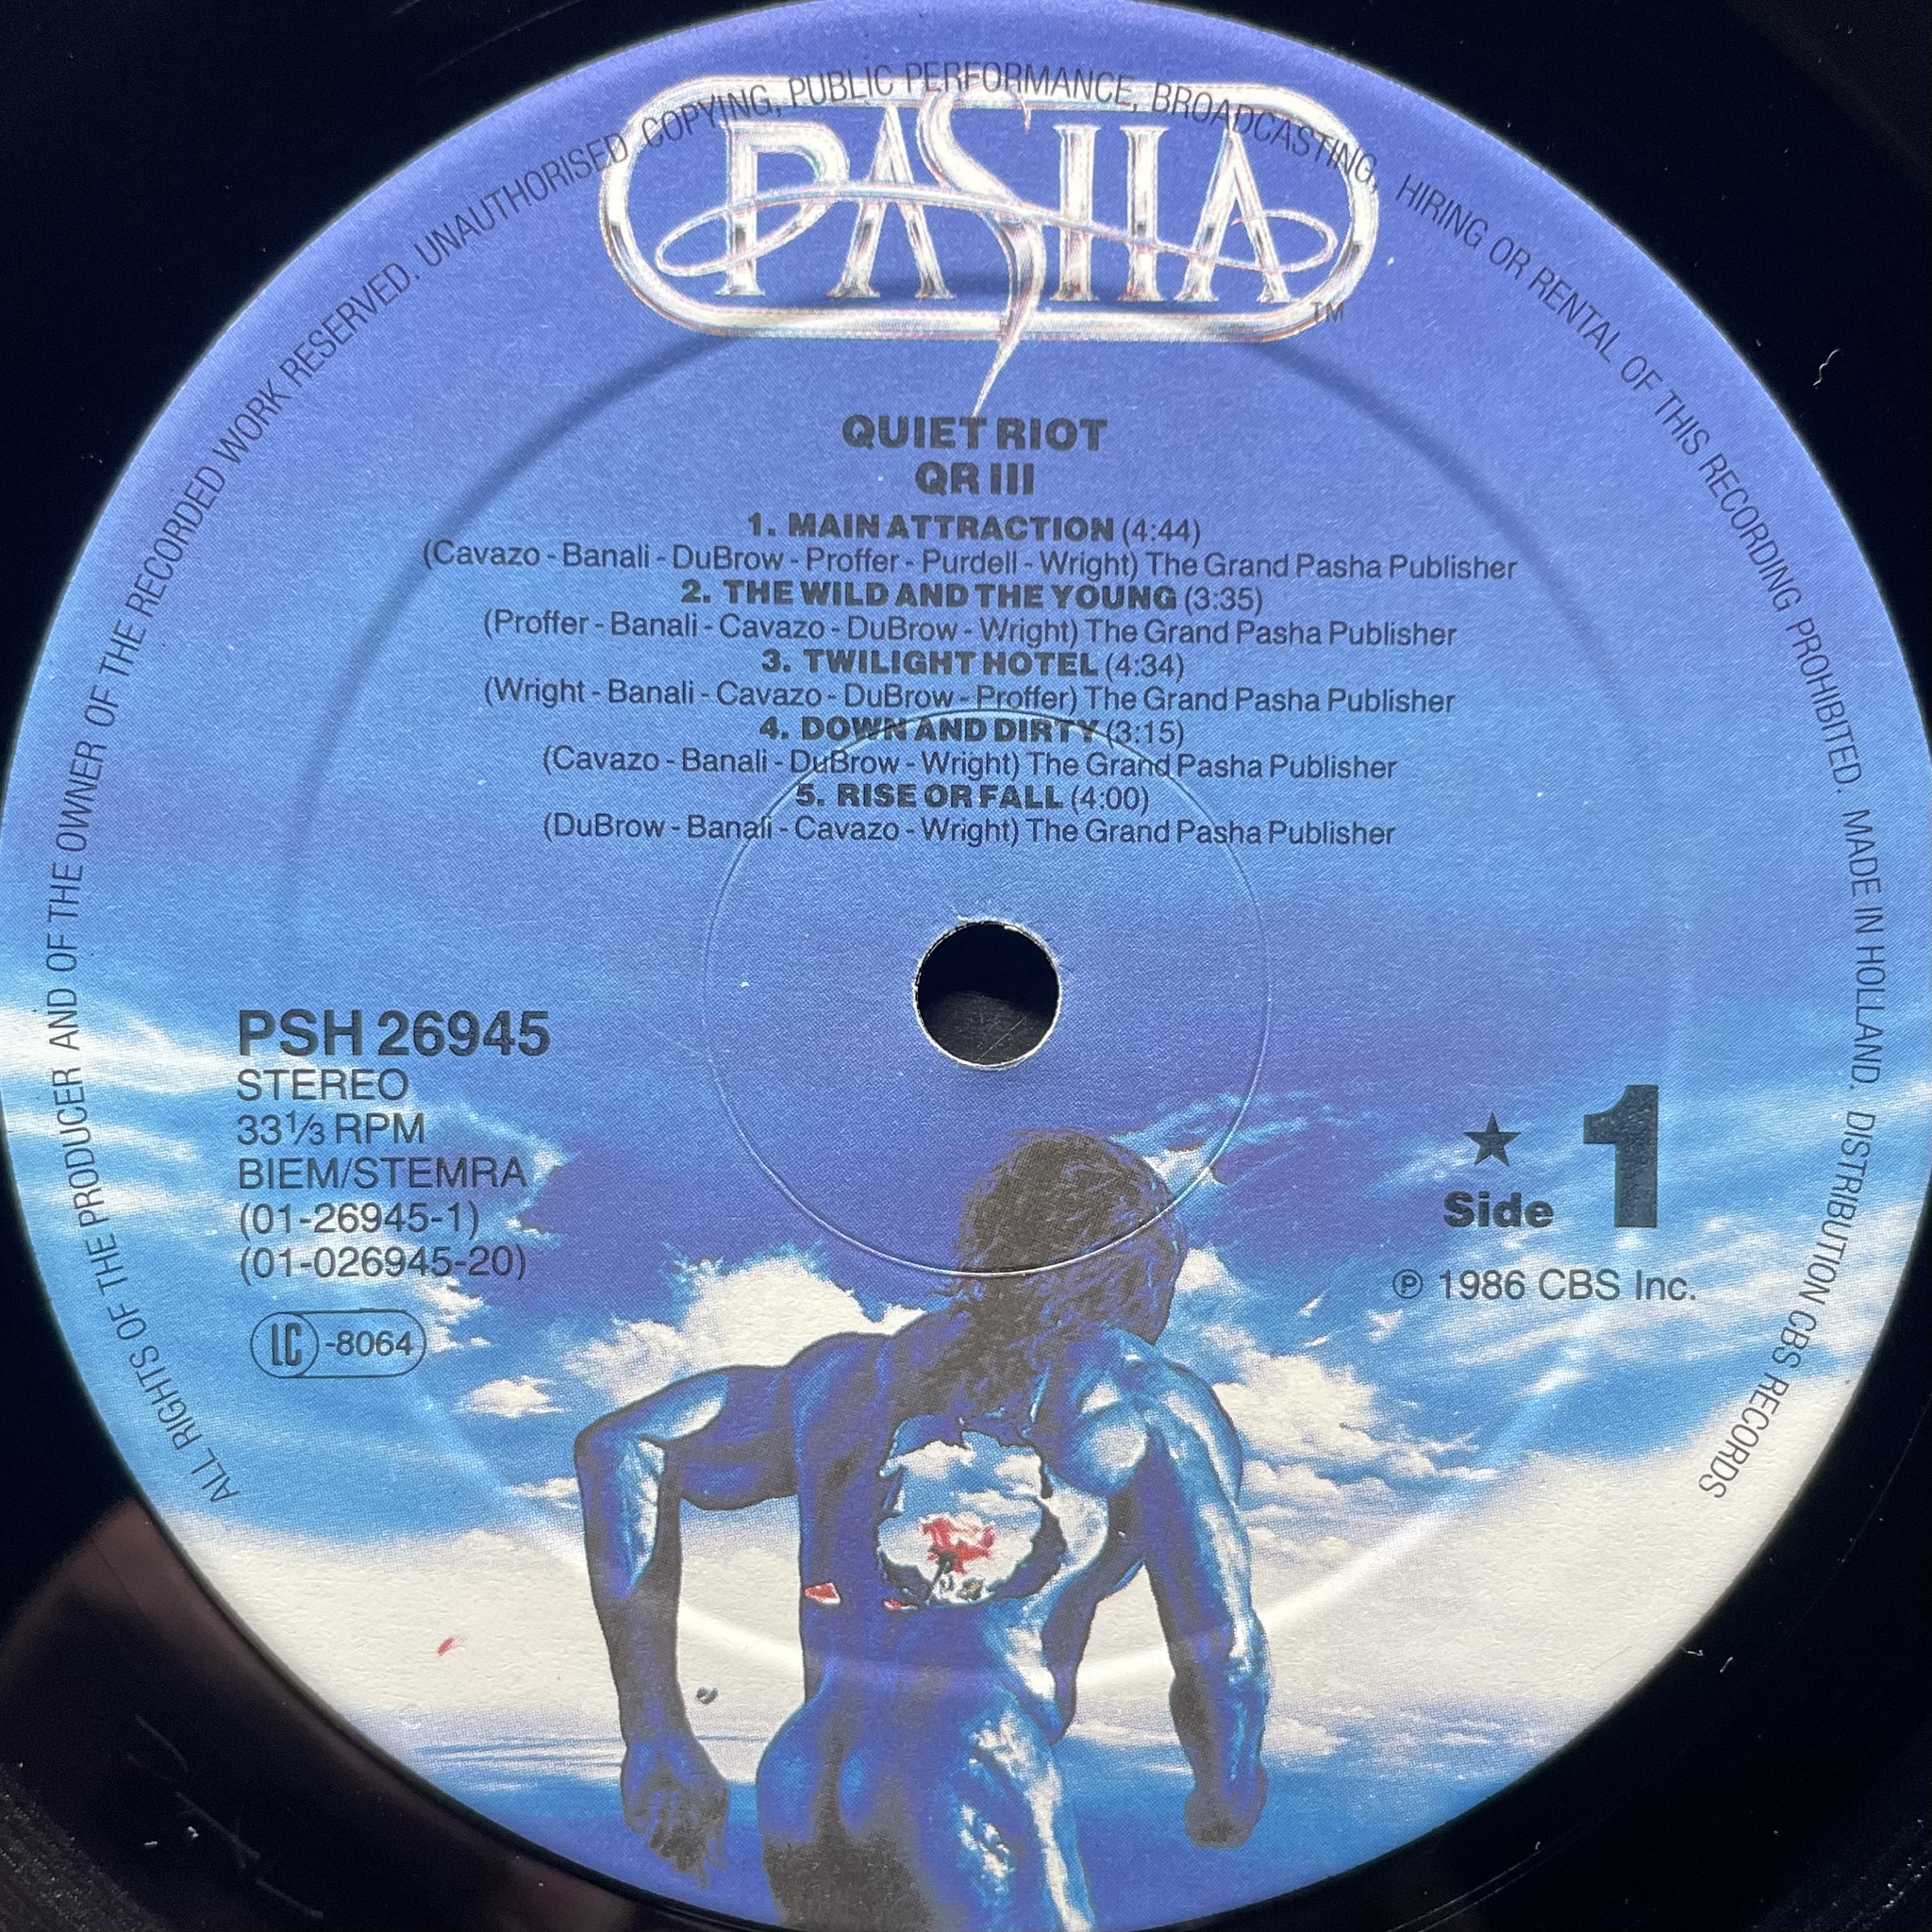 ALL RIGHTS OF THE PRODUCER AND OF THE OWNER OF THE RECORDED WORK RESERVED. UNAUTHORISED COPYING, PUBLIC PERFORMANCE, BROADCASTING, HIRING OR RENTAL OF THIS RECORDING PROHIBITED. MADE IN HOLLAND. DISTRIBUTION CBS RECORDS
PASHA
TM
QUIET RIOT
QR III
1. MAIN ATTRACTION (4:44)
(Cavazo - Banali - DuBrow - Proffer - Purdell - Wright) The Grand Pasha Publisher
2. THE WILD AND THE YOUNG (3:35)
(Proffer - Banali - Cavazo - DuBrow - Wright) The Grand Pasha Publisher
3. TWILIGHT HOTEL (4:34)
(Wright - Banali - Cavazo - DuBrow - Proffer) The Grand Pasha Publisher
4. DOWN AND DIRTY (3:15)
(Cavazo - Banali - DuBrow - Wright) The Grand Pasha Publisher
5. RISE OR FALL (4:00)
(DuBrow - Banali - Cavazo - Wright) The Grand Pasha Publisher
PSH 26945
STEREO
33⅓ RPM
BIEM/STEMRA
(01-26945-1)
(01-026945-20)
LC -8064
★ Side 1
℗ 1986 CBS Inc.